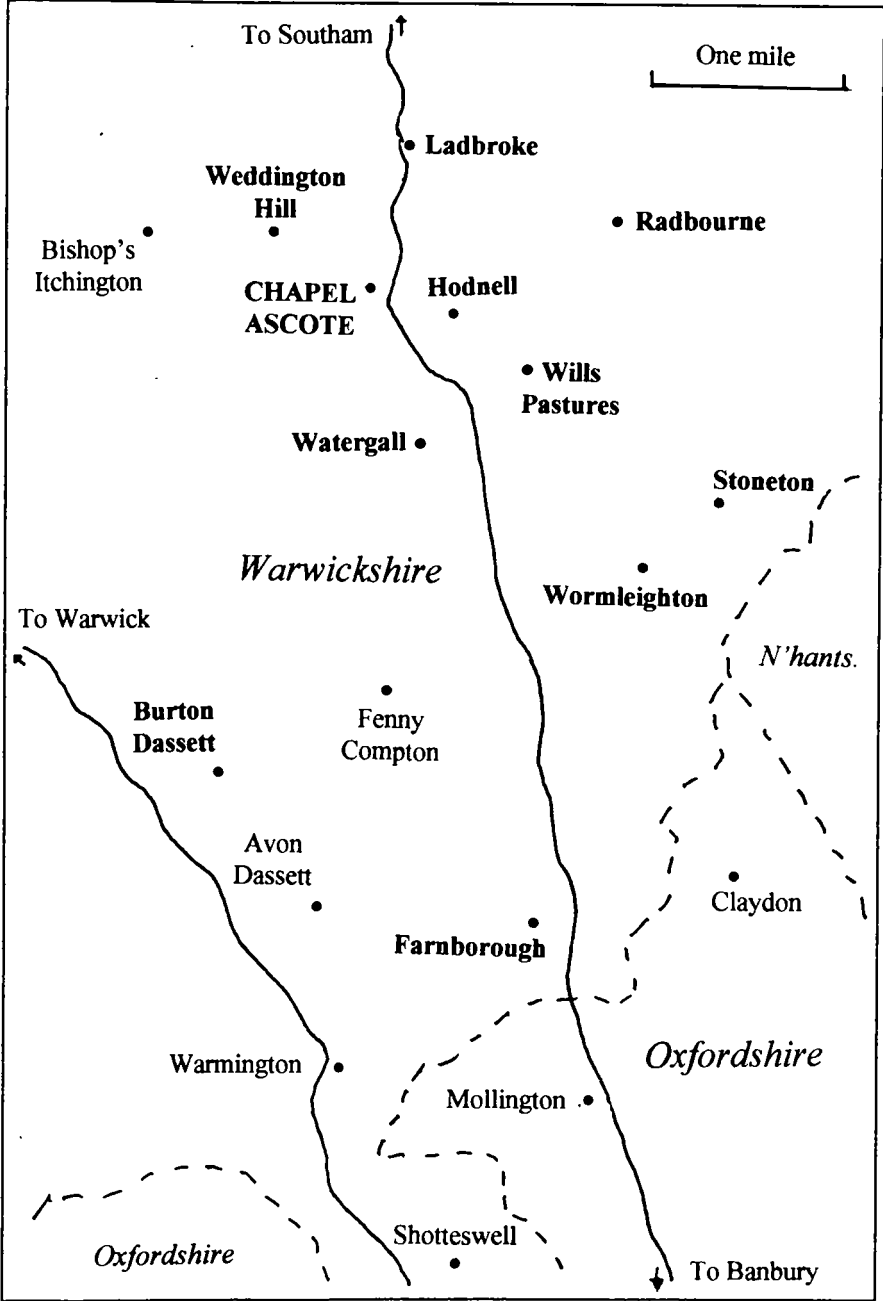 To Southam
One mile
Ladbroke
Weddington
Hill
Radbourne
Bishop's
Itchington
CHAPEL
ASCOTE
Hodnell
Wills
Pastures
Watergall
Stoneton
Warwickshire
Wormleighton
To Warwick
N'hants.
Burton
Dassett
Fenny
Compton
Avon
Dassett
Claydon
Farnborough
Warmington
Oxfordshire
Mollington
Shotteswell
Oxfordshire
To Banbury